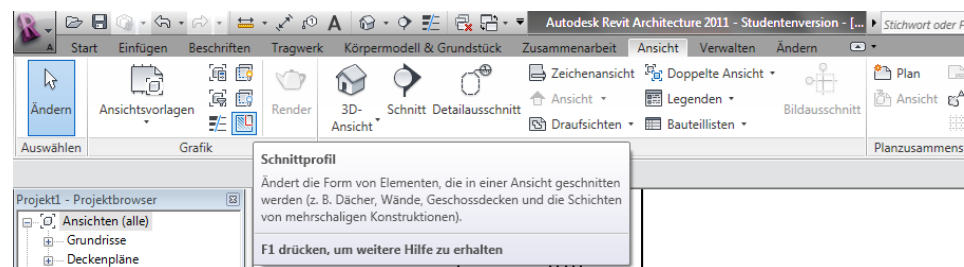 Autodesk Revit Architecture 2011 - Studentenversion - [...
Stichwort oder
Start Einfügen Beschriften Tragwerk Körpermodell & Grundstück Zusammenarbeit Ansicht Verwalten Ändern
Ändern
Ansichtsvorlagen
Render
3D-
Ansicht
Schnitt
Detailausschnitt
Zeichenansicht
Ansicht
Draufsichten
Doppelte Ansicht
Legenden
Bauteillisten
Bildausschnitt
Plan
Ansicht
Auswählen
Grafik
Planzusammens
Schnittprofil
Ändert die Form von Elementen, die in einer Ansicht geschnitten
werden (z. B. Dächer, Wände, Geschossdecken und die Schichten
von mehrschaligen Konstruktionen).
F1 drücken, um weitere Hilfe zu erhalten
Projekt1 - Projektbrowser
Ansichten (alle)
Grundrisse
Deckenpläne